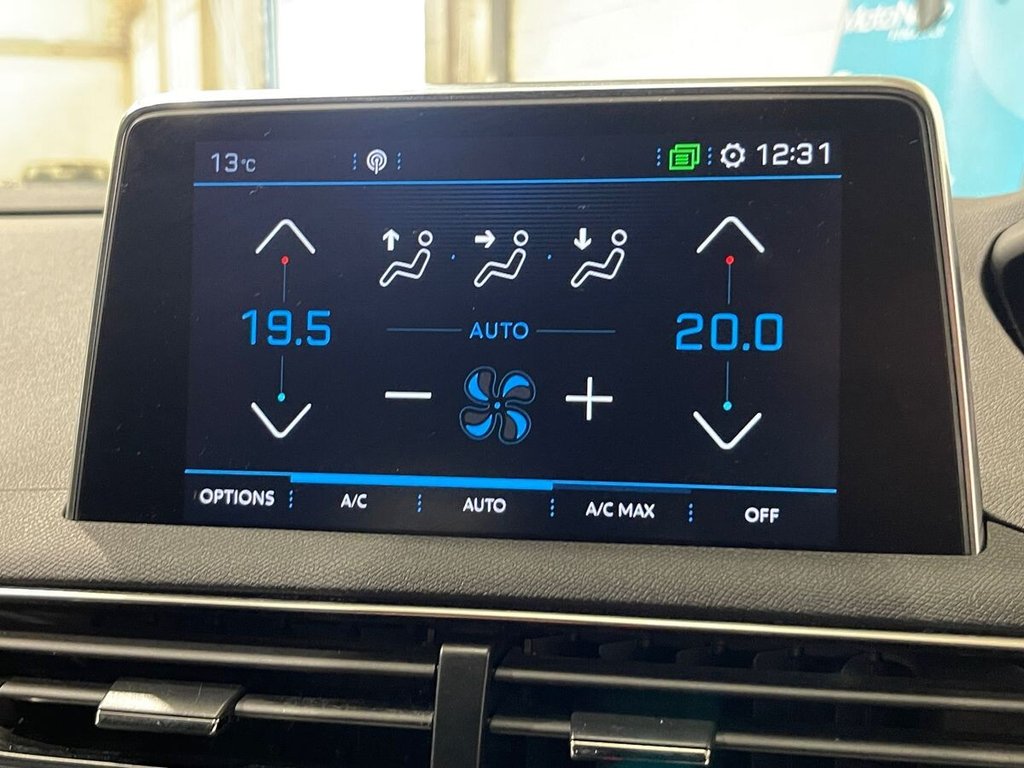 13°C 12:31
19.5 AUTO 20.0
OPTIONS A/C AUTO A/C MAX OFF